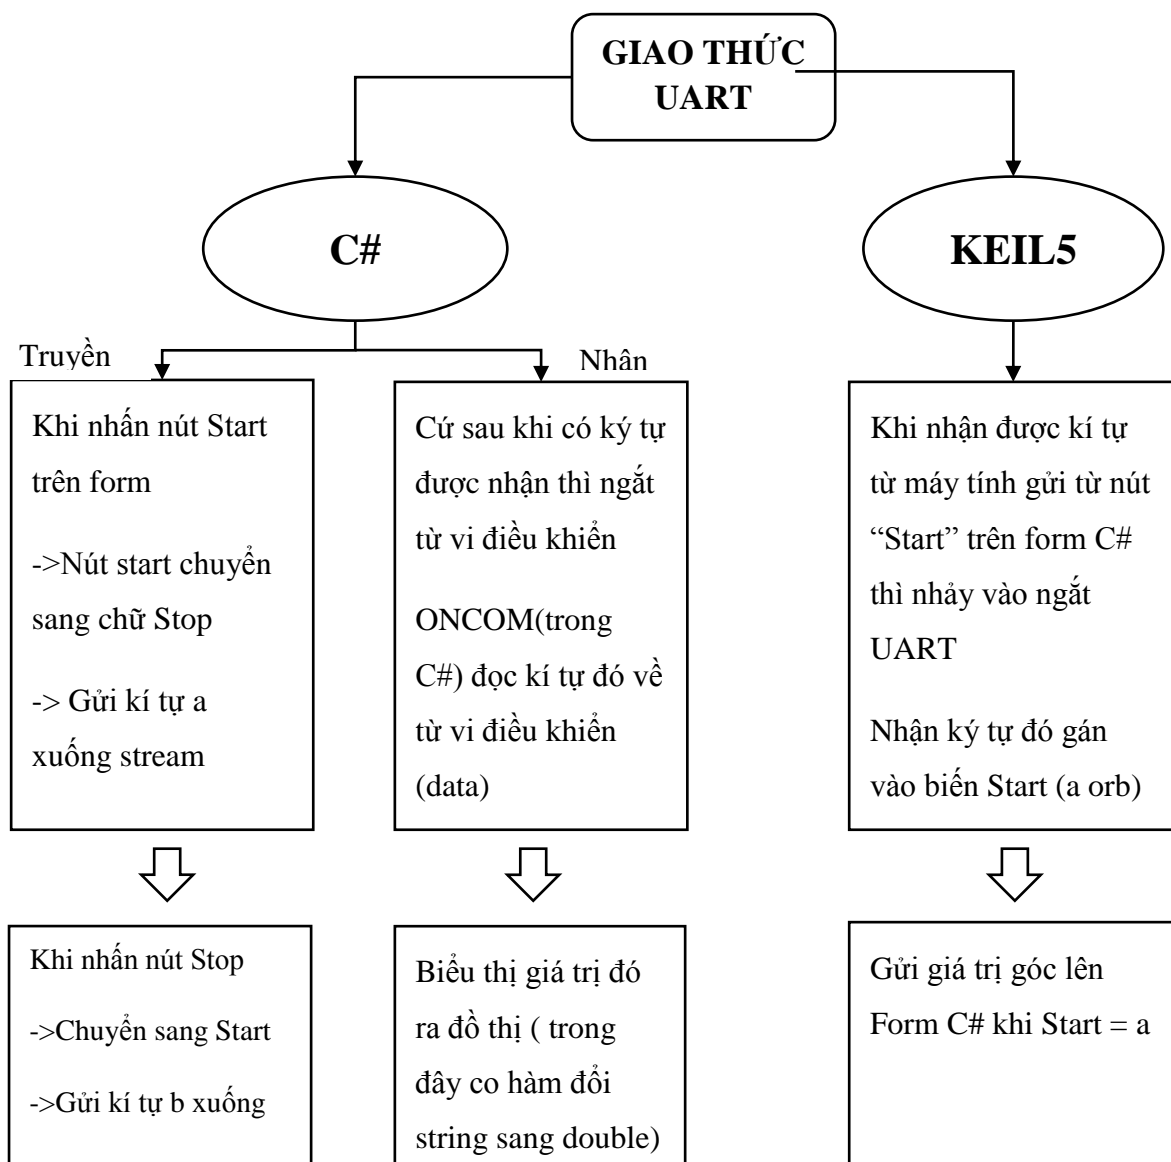 GIAO THỨC
UART
C#
KEIL5
Truyền
Nhân
Khi nhấn nút Start
trên form
->Nút start chuyển
sang chữ Stop
-> Gửi kí tự a
xuống stream
Cứ sau khi có ký tự
được nhận thì ngắt
từ vi điều khiển
ONCOM(trong
C#) đọc kí tự đó về
từ vi điều khiển
(data)
Khi nhận được kí tự
từ máy tính gửi từ nút
“Start” trên form C#
thì nhảy vào ngắt
UART
Nhận ký tự đó gán
vào biến Start (a orb)
Khi nhấn nút Stop
->Chuyển sang Start
->Gửi kí tự b xuống
Biểu thị giá trị đó
ra đồ thị ( trong
đây co hàm đổi
string sang double)
Gửi giá trị góc lên
Form C# khi Start = a